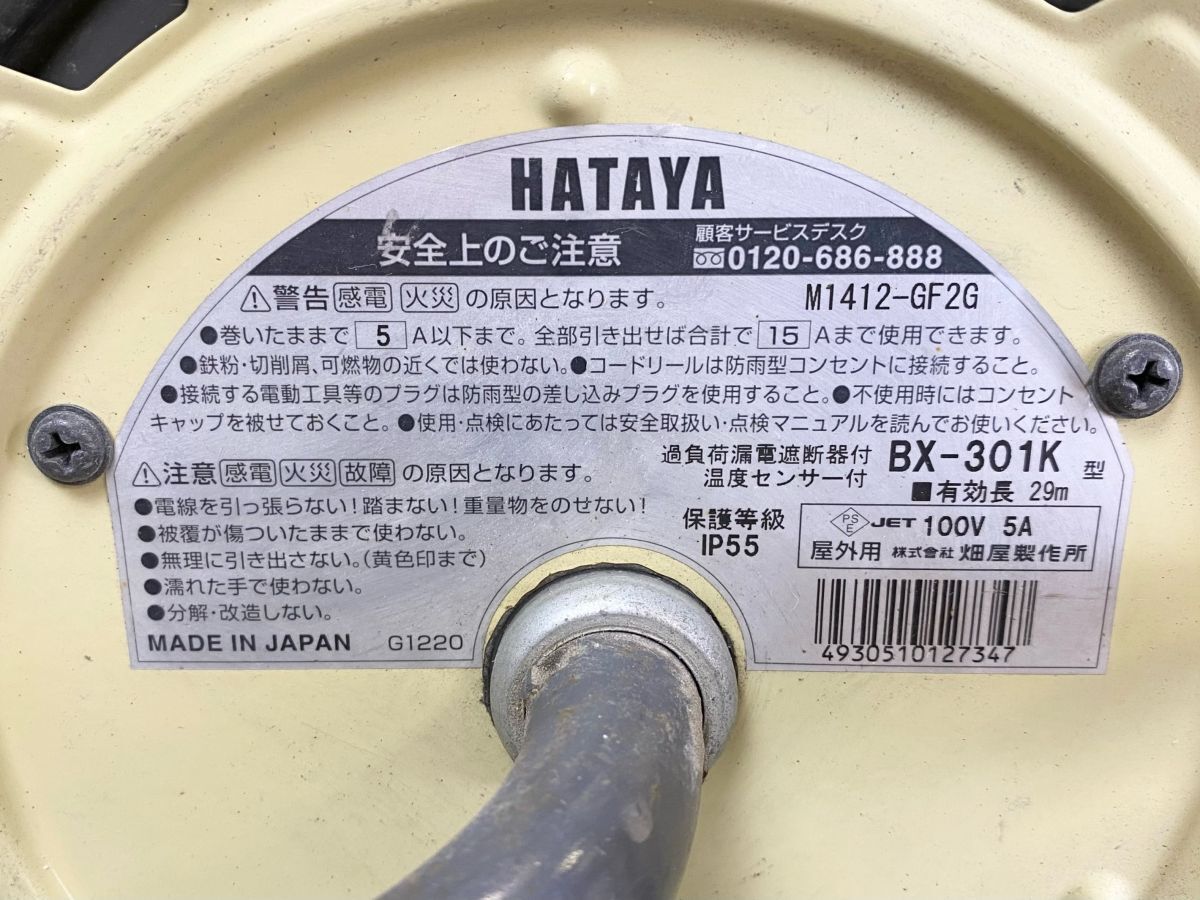 HATAYA
安全上のご注意
顧客サービスデスク
0120-686-888
⚠警告 感電 火災 の原因となります。
M1412-GF2G
●巻いたままで 5 A以下まで。全部引き出せば合計で 15 Aまで使用できます。
●鉄粉・切削屑、可燃物の近くでは使わない。●コードリールは防雨型コンセントに接続すること。
●接続する電動工具等のプラグは防雨型の差し込みプラグを使用すること。●不使用時にはコンセント
キャップを被せておくこと。●使用・点検にあたっては安全取扱い・点検マニュアルを読んでお使いください。
⚠注意 感電 火災 故障 の原因となります。
●電線を引っ張らない!踏まない!重量物をのせない!
●被覆が傷ついたままで使わない。
●無理に引き出さない。(黄色印まで)
●濡れた手で使わない。
●分解・改造しない。
MADE IN JAPAN G1220
過負荷漏電遮断器付
温度センサー付
BX-301K 型
■有効長 29m
保護等級
IP55
PS
E
JET 100V 5A
屋外用 株式会社 畑屋製作所
4930510127347